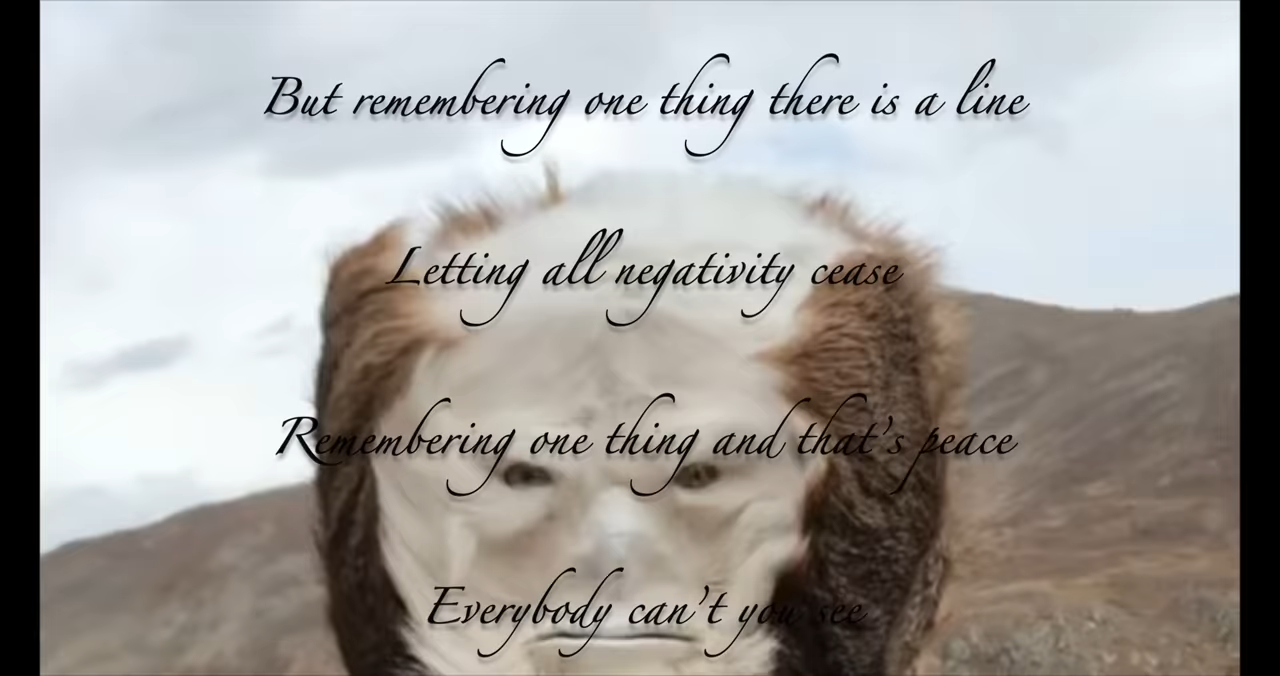 But remembering one thing there is a line
Letting all negativity cease
Remembering one thing and that's peace
Everybody can't you see